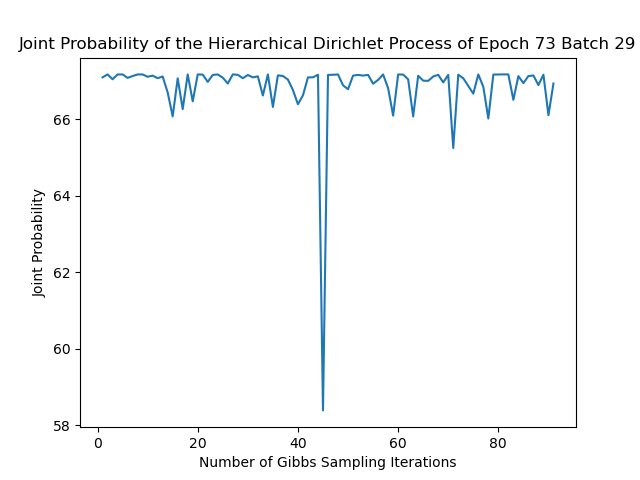 Joint Probability of the Hierarchical Dirichlet Process of Epoch 73 Batch 29
66
64
62
60
58
Joint Probability
0 20 40 60 80
Number of Gibbs Sampling Iterations